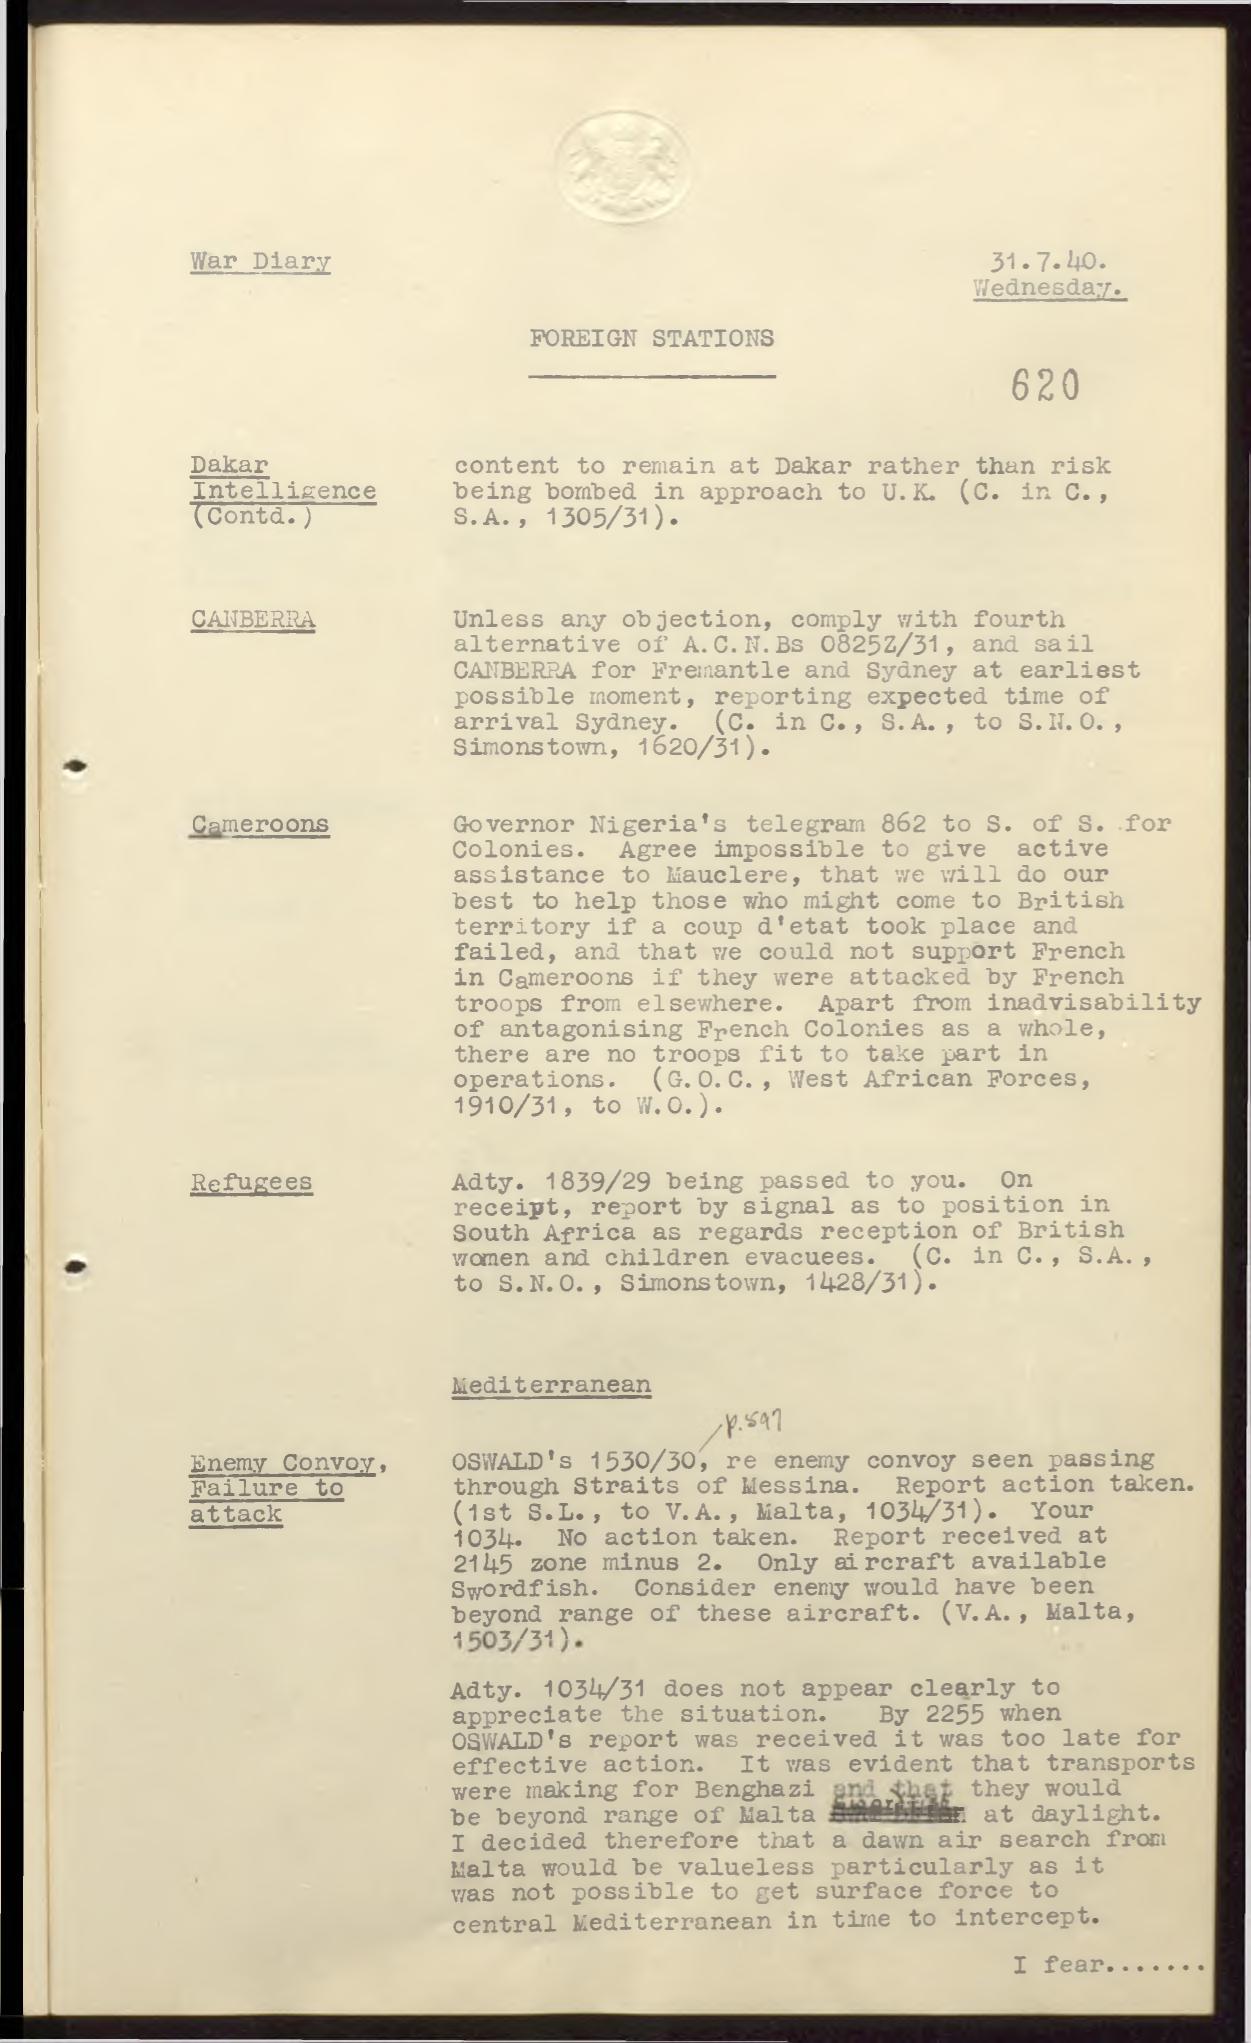 War Diary
31.7.40.
Wednesday.
FOREIGN STATIONS
620
Dakar
Intelligence
(Contd.)
content to remain at Dakar rather than risk
being bombed in approach to U.K. (C. in C.,
S.A., 1305/31).
CANBERRA
Unless any objection, comply with fourth
alternative of A.C.N.Bs 0825Z/31, and sail
CANBERRA for Fremantle and Sydney at earliest
possible moment, reporting expected time of
arrival Sydney. (C. in C., S.A., to S.N.O.,
Simonstown, 1620/31).
Cameroons
Governor Nigeria's telegram 862 to S. of S. for
Colonies. Agree impossible to give active
assistance to Mauclere, that we will do our
best to help those who might come to British
territory if a coup d'etat took place and
failed, and that we could not support French
in Cameroons if they were attacked by French
troops from elsewhere. Apart from inadvisability
of antagonising French Colonies as a whole,
there are no troops fit to take part in
operations. (G.O.C., West African Forces,
1910/31, to W.O.).
Refugees
Adty. 1839/29 being passed to you. On
receipt, report by signal as to position in
South Africa as regards reception of British
women and children evacuees. (C. in C., S.A.,
to S.N.O., Simonstown, 1428/31).
Mediterranean
p.597
Enemy Convoy,
Failure to
attack
OSWALD's 1530/30, re enemy convoy seen passing
through Straits of Messina. Report action taken.
(1st S.L., to V.A., Malta, 1034/31). Your
1034. No action taken. Report received at
2145 zone minus 2. Only aircraft available
Swordfish. Consider enemy would have been
beyond range of these aircraft. (V.A., Malta,
1503/31).
Adty. 1034/31 does not appear clearly to
appreciate the situation. By 2255 when
OSWALD's report was received it was too late for
effective action. It was evident that transports
were making for Benghazi and that they would
be beyond range of Malta at daylight.
I decided therefore that a dawn air search from
Malta would be valueless particularly as it
was not possible to get surface force to
central Mediterranean in time to intercept.
I fear.......